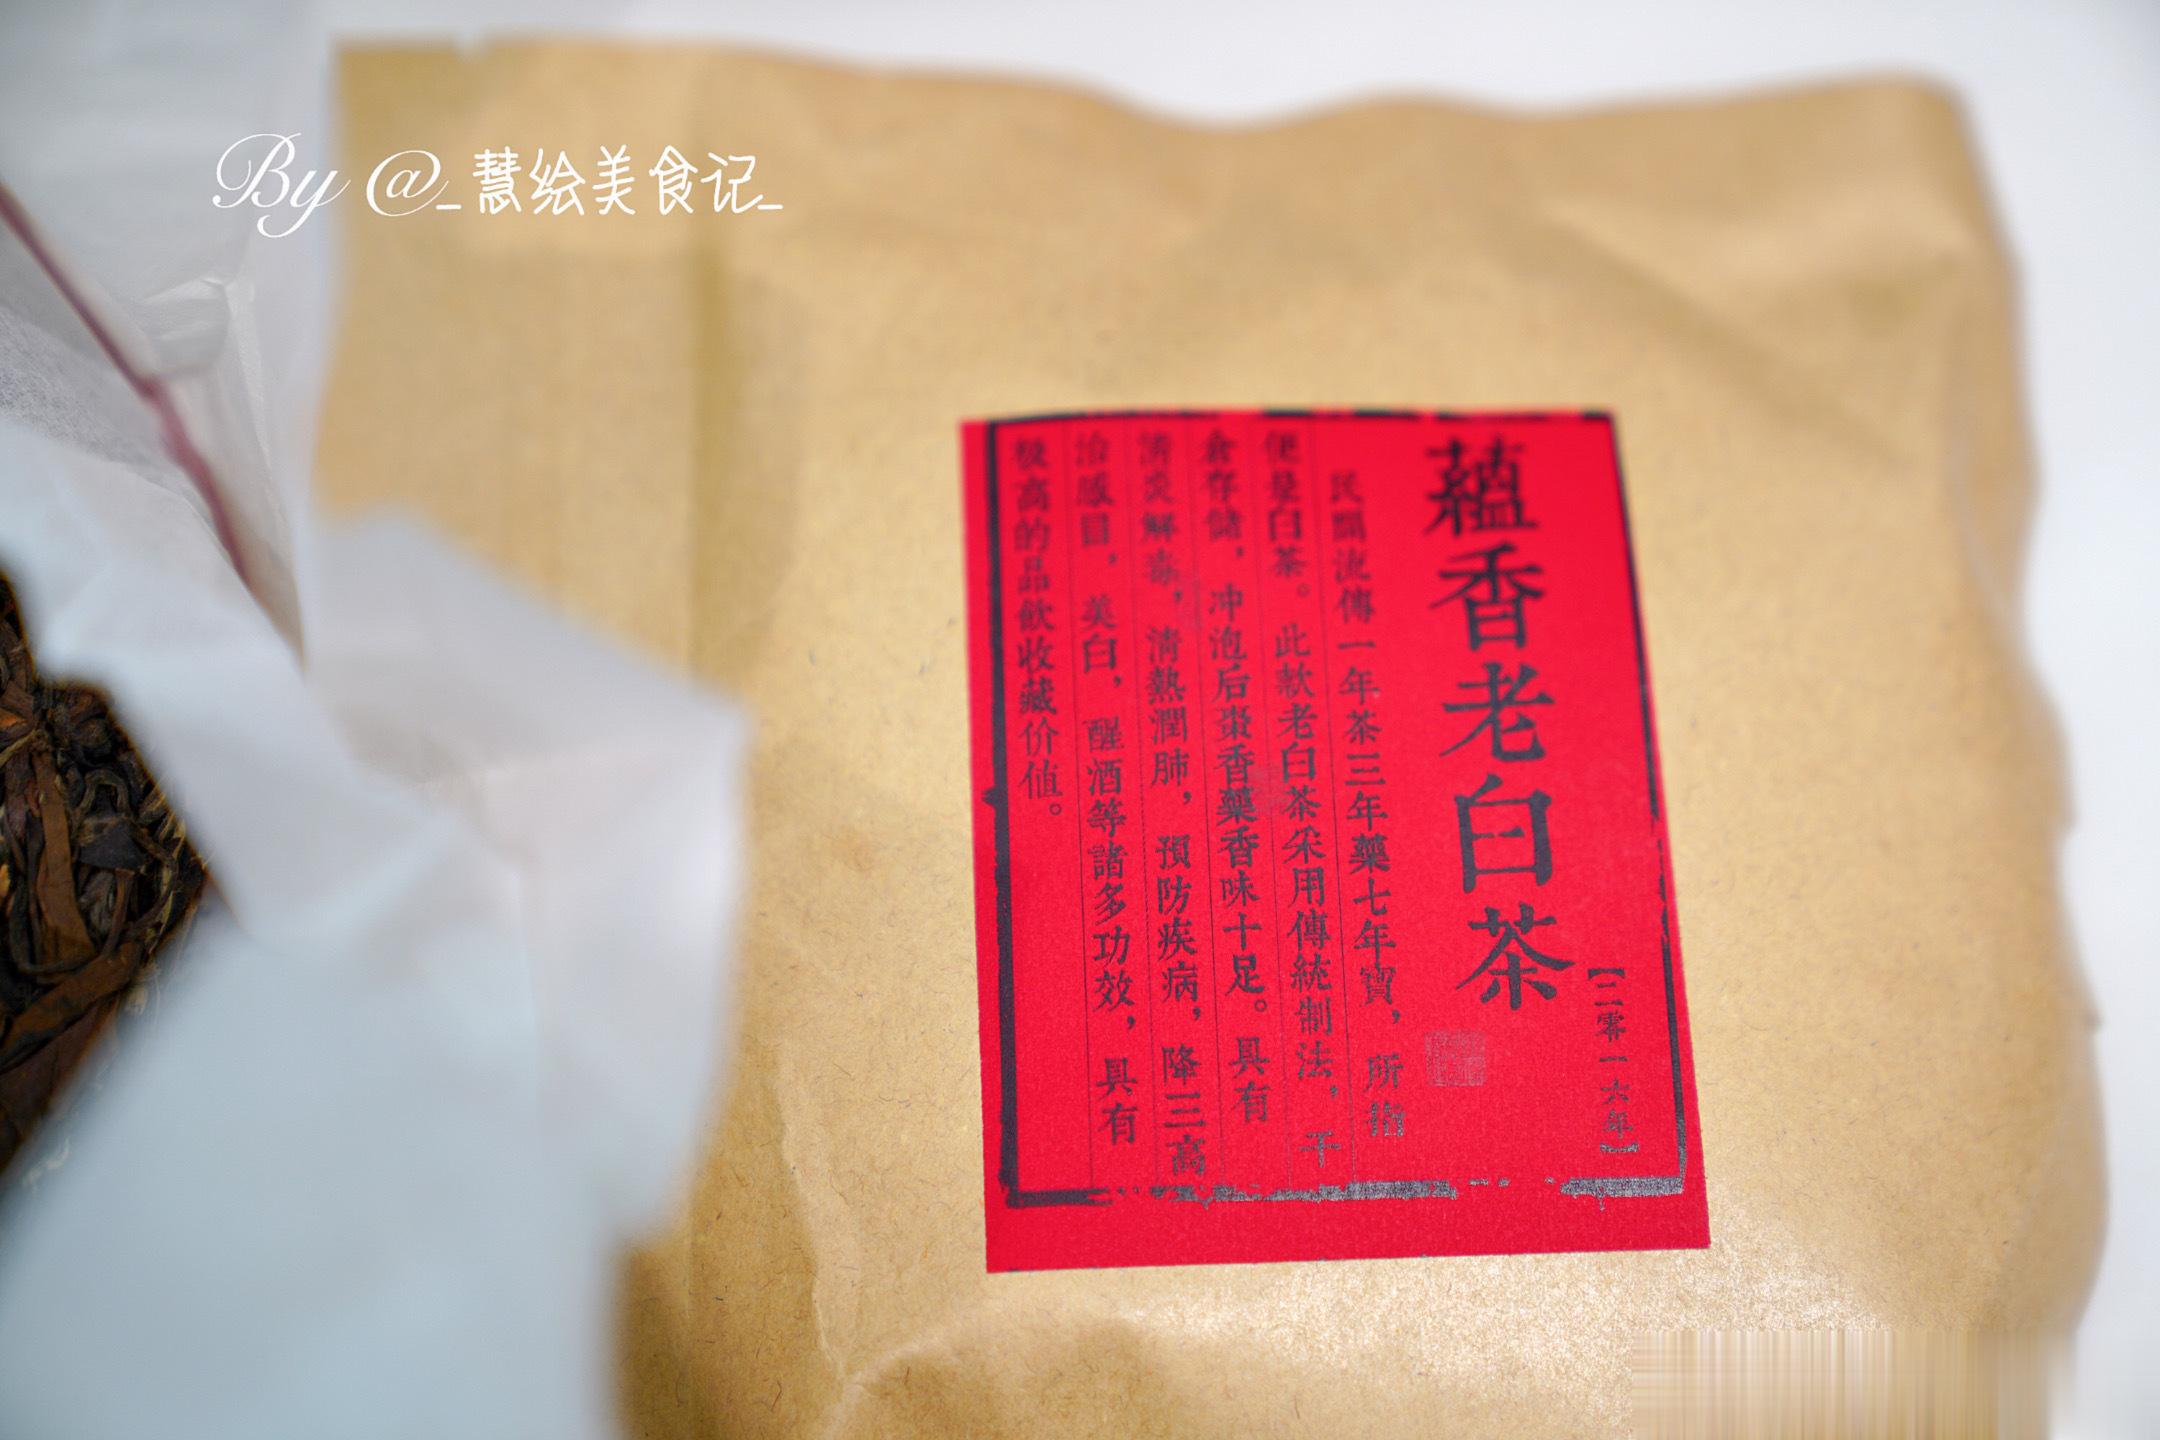 By @_慧绘美食记_
蘊香老白茶
【二零一六年】
民間流傳一年茶三年藥七年寶，所指
便是白茶。此款老白茶采用傳統制法，干
倉存儲，冲泡后棗香藥香味十足。具有
清炎解毒，清熱潤肺，預防疾病，降三高
治感目，美白，醒酒等諸多功效，具有
极高的品飲收藏价值。